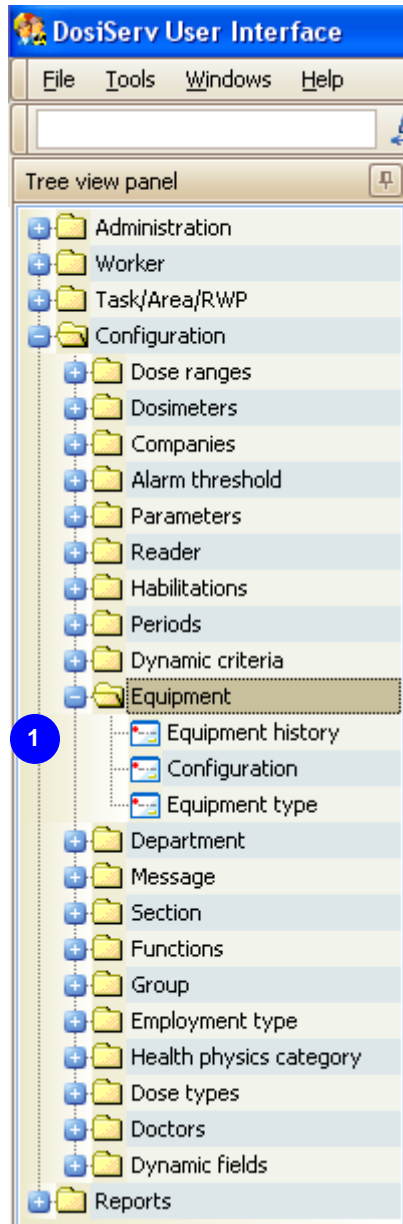 DosiServ User Interface
File Tools Windows Help
Tree view panel
Administration
Worker
Task/Area/RWP
Configuration
Dose ranges
Dosimeters
Companies
Alarm threshold
Parameters
Reader
Habilitations
Periods
Dynamic criteria
Equipment
1 Equipment history
Configuration
Equipment type
Department
Message
Section
Functions
Group
Employment type
Health physics category
Dose types
Doctors
Dynamic fields
Reports